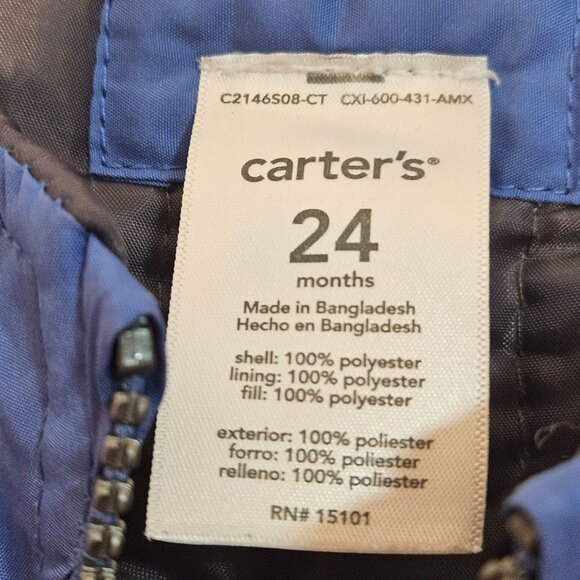 C2146S08-CT CXI-600-431-AMX
carter's®
24
months
Made in Bangladesh
Hecho en Bangladesh
shell: 100% polyester
lining: 100% polyester
fill: 100% polyester
exterior: 100% poliester
forro: 100% poliester
relleno: 100% poliester
RN# 15101